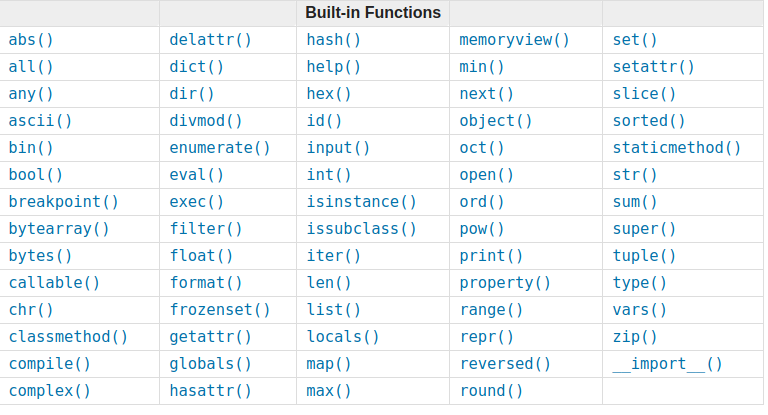 Built-in Functions
abs() delattr() hash() memoryview() set()
all() dict() help() min() setattr()
any() dir() hex() next() slice()
ascii() divmod() id() object() sorted()
bin() enumerate() input() oct() staticmethod()
bool() eval() int() open() str()
breakpoint() exec() isinstance() ord() sum()
bytearray() filter() issubclass() pow() super()
bytes() float() iter() print() tuple()
callable() format() len() property() type()
chr() frozenset() list() range() vars()
classmethod() getattr() locals() repr() zip()
compile() globals() map() reversed() __import__()
complex() hasattr() max() round()